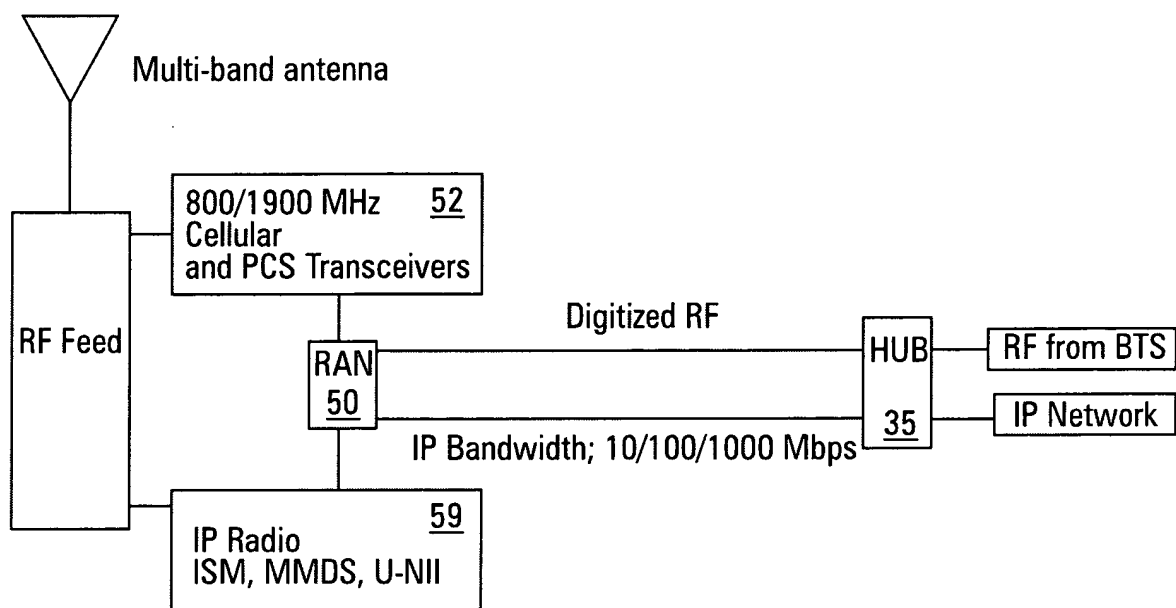 Multi-band antenna
800/1900 MHz 52
Cellular
and PCS Transceivers
RF Feed
Digitized RF
RAN
50
HUB
35
RF from BTS
IP Network
IP Bandwidth; 10/100/1000 Mbps
59
IP Radio
ISM, MMDS, U-NII